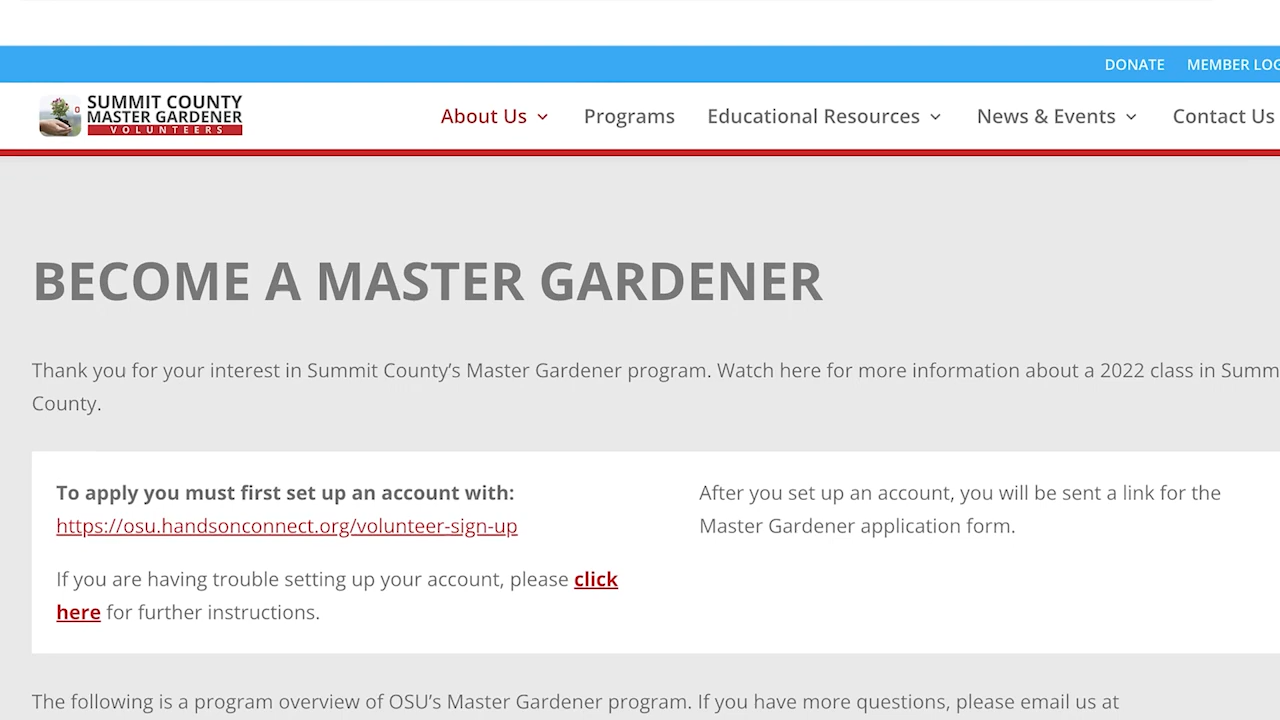 DONATE MEMBER LOG
SUMMIT COUNTY
MASTER GARDENER
VOLUNTEERS
About Us Programs Educational Resources News & Events Contact Us
BECOME A MASTER GARDENER
Thank you for your interest in Summit County’s Master Gardener program. Watch here for more information about a 2022 class in Summ
County.
To apply you must first set up an account with:
https://osu.handsonconnect.org/volunteer-sign-up
If you are having trouble setting up your account, please click
here for further instructions.
After you set up an account, you will be sent a link for the
Master Gardener application form.
The following is a program overview of OSU’s Master Gardener program. If you have more questions, please email us at